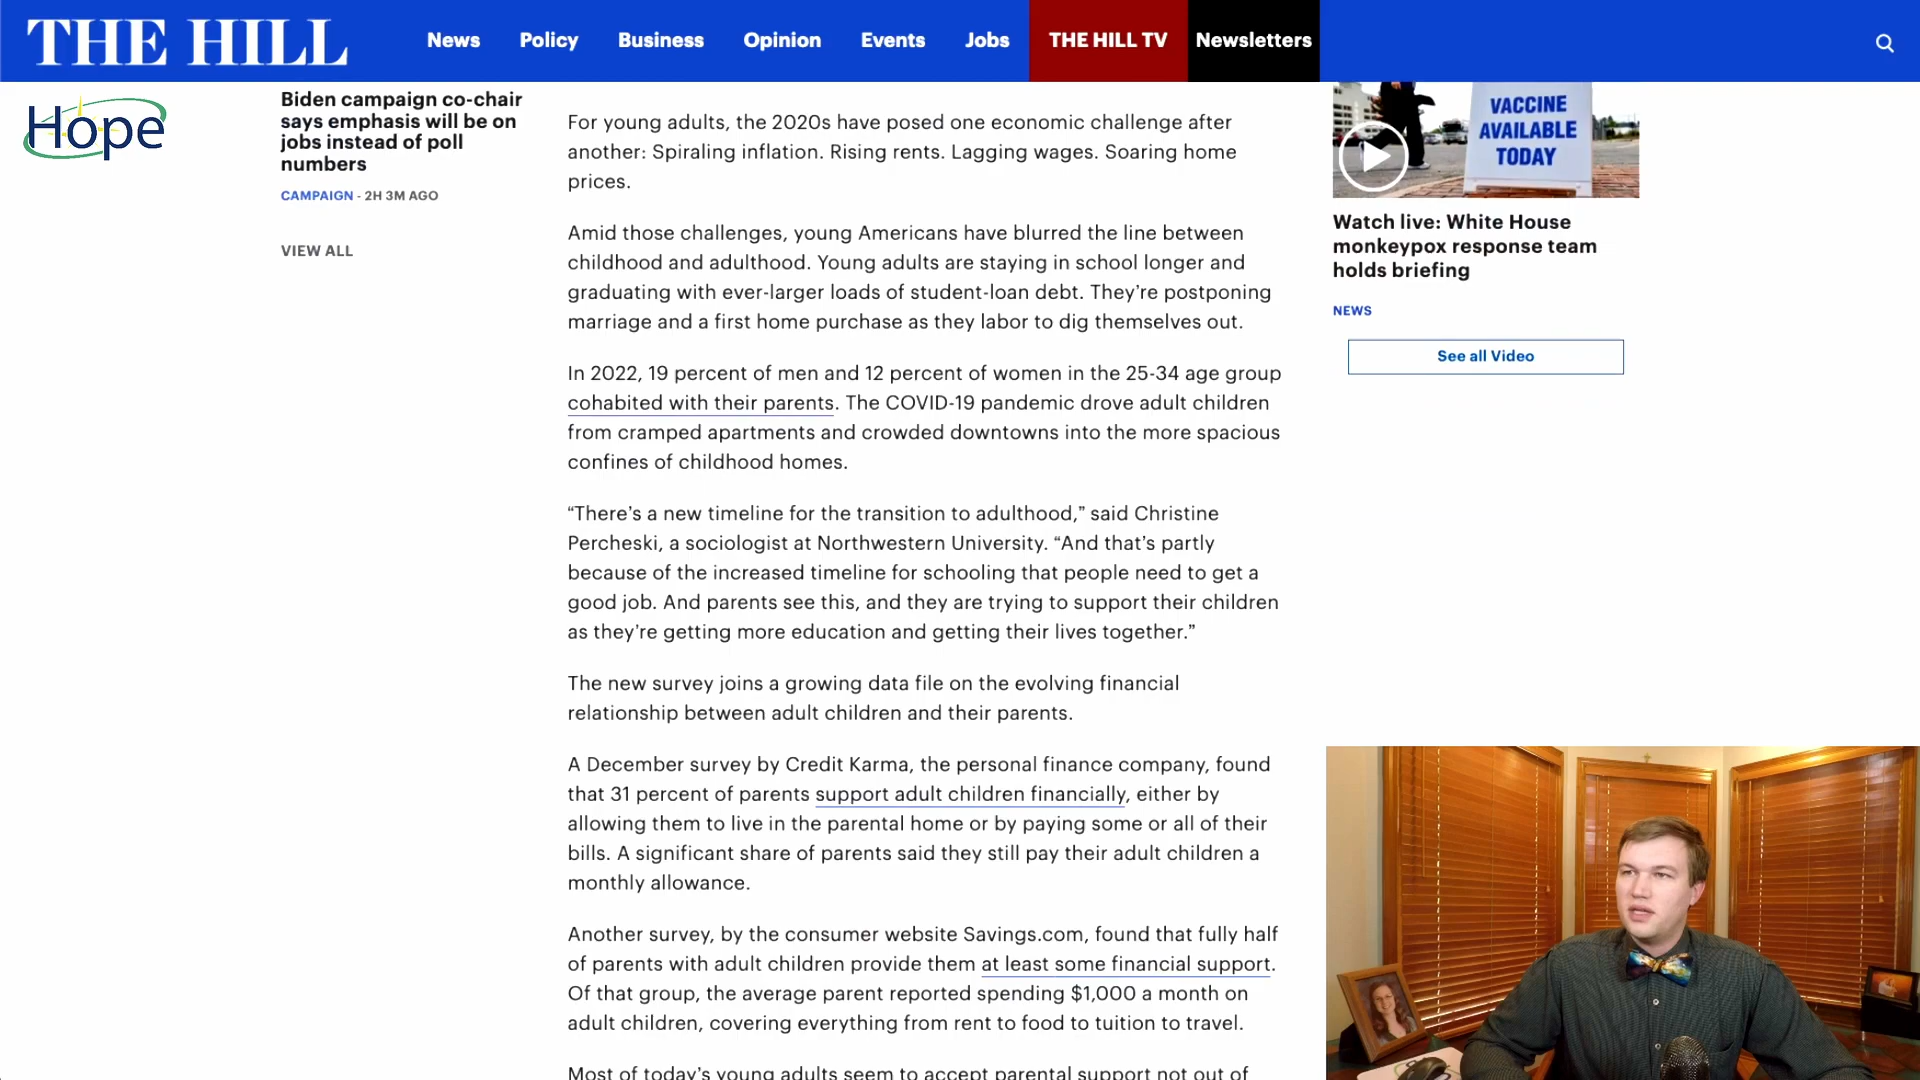 THE HILL
News
Policy
Business
Opinion
Events
Jobs
THE HILL TV
Newsletters
Hope
Biden campaign co-chair
says emphasis will be on
jobs instead of poll
numbers
CAMPAIGN - 2H 3M AGO
VIEW ALL
For young adults, the 2020s have posed one economic challenge after
another: Spiraling inflation. Rising rents. Lagging wages. Soaring home
prices.
Amid those challenges, young Americans have blurred the line between
childhood and adulthood. Young adults are staying in school longer and
graduating with ever-larger loads of student-loan debt. They’re postponing
marriage and a first home purchase as they labor to dig themselves out.
In 2022, 19 percent of men and 12 percent of women in the 25-34 age group
cohabited with their parents. The COVID-19 pandemic drove adult children
from cramped apartments and crowded downtowns into the more spacious
confines of childhood homes.
“There’s a new timeline for the transition to adulthood,” said Christine
Percheski, a sociologist at Northwestern University. “And that’s partly
because of the increased timeline for schooling that people need to get a
good job. And parents see this, and they are trying to support their children
as they’re getting more education and getting their lives together.”
The new survey joins a growing data file on the evolving financial
relationship between adult children and their parents.
A December survey by Credit Karma, the personal finance company, found
that 31 percent of parents support adult children financially, either by
allowing them to live in the parental home or by paying some or all of their
bills. A significant share of parents said they still pay their adult children a
monthly allowance.
Another survey, by the consumer website Savings.com, found that fully half
of parents with adult children provide them at least some financial support.
Of that group, the average parent reported spending $1,000 a month on
adult children, covering everything from rent to food to tuition to travel.
Most of today’s young adults seem to accept parental support not out of
VACCINE
AVAILABLE
TODAY
Watch live: White House
monkeypox response team
holds briefing
NEWS
See all Video